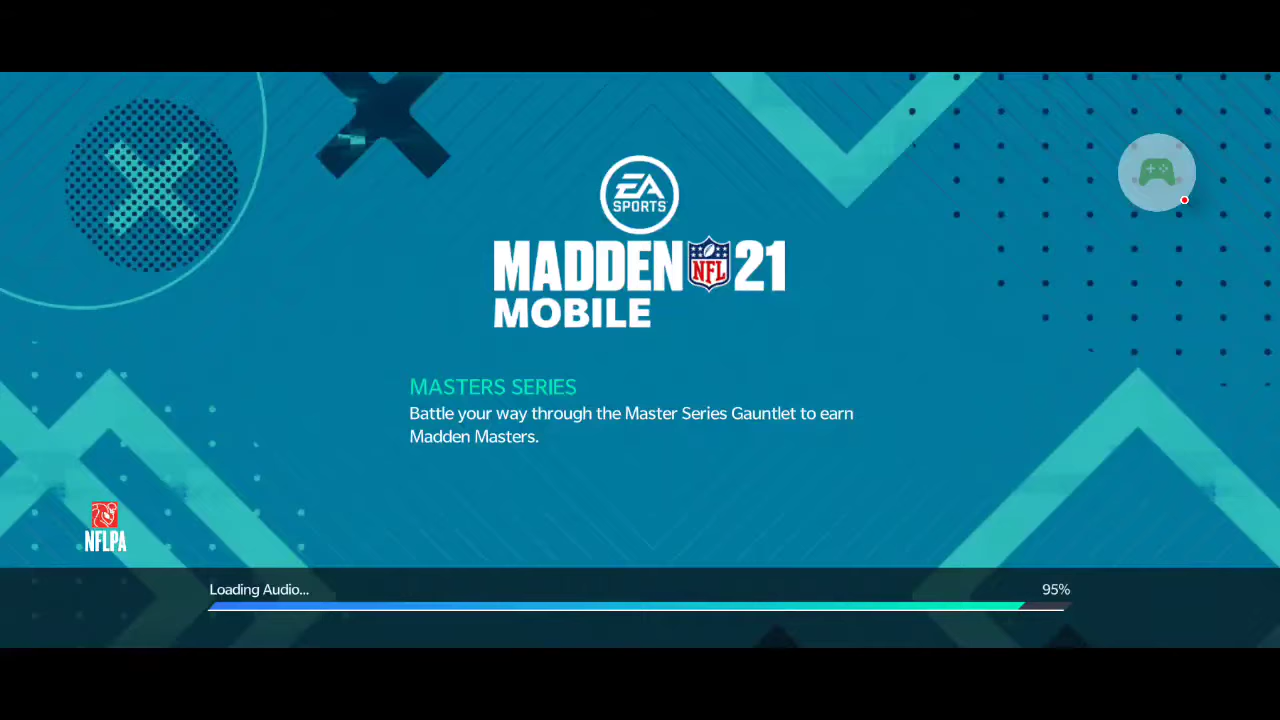 EA
SPORTS
MADDEN NFL 21
MOBILE
MASTERS SERIES
Battle your way through the Master Series Gauntlet to earn
Madden Masters.
NFLPA
Loading Audio... 95%